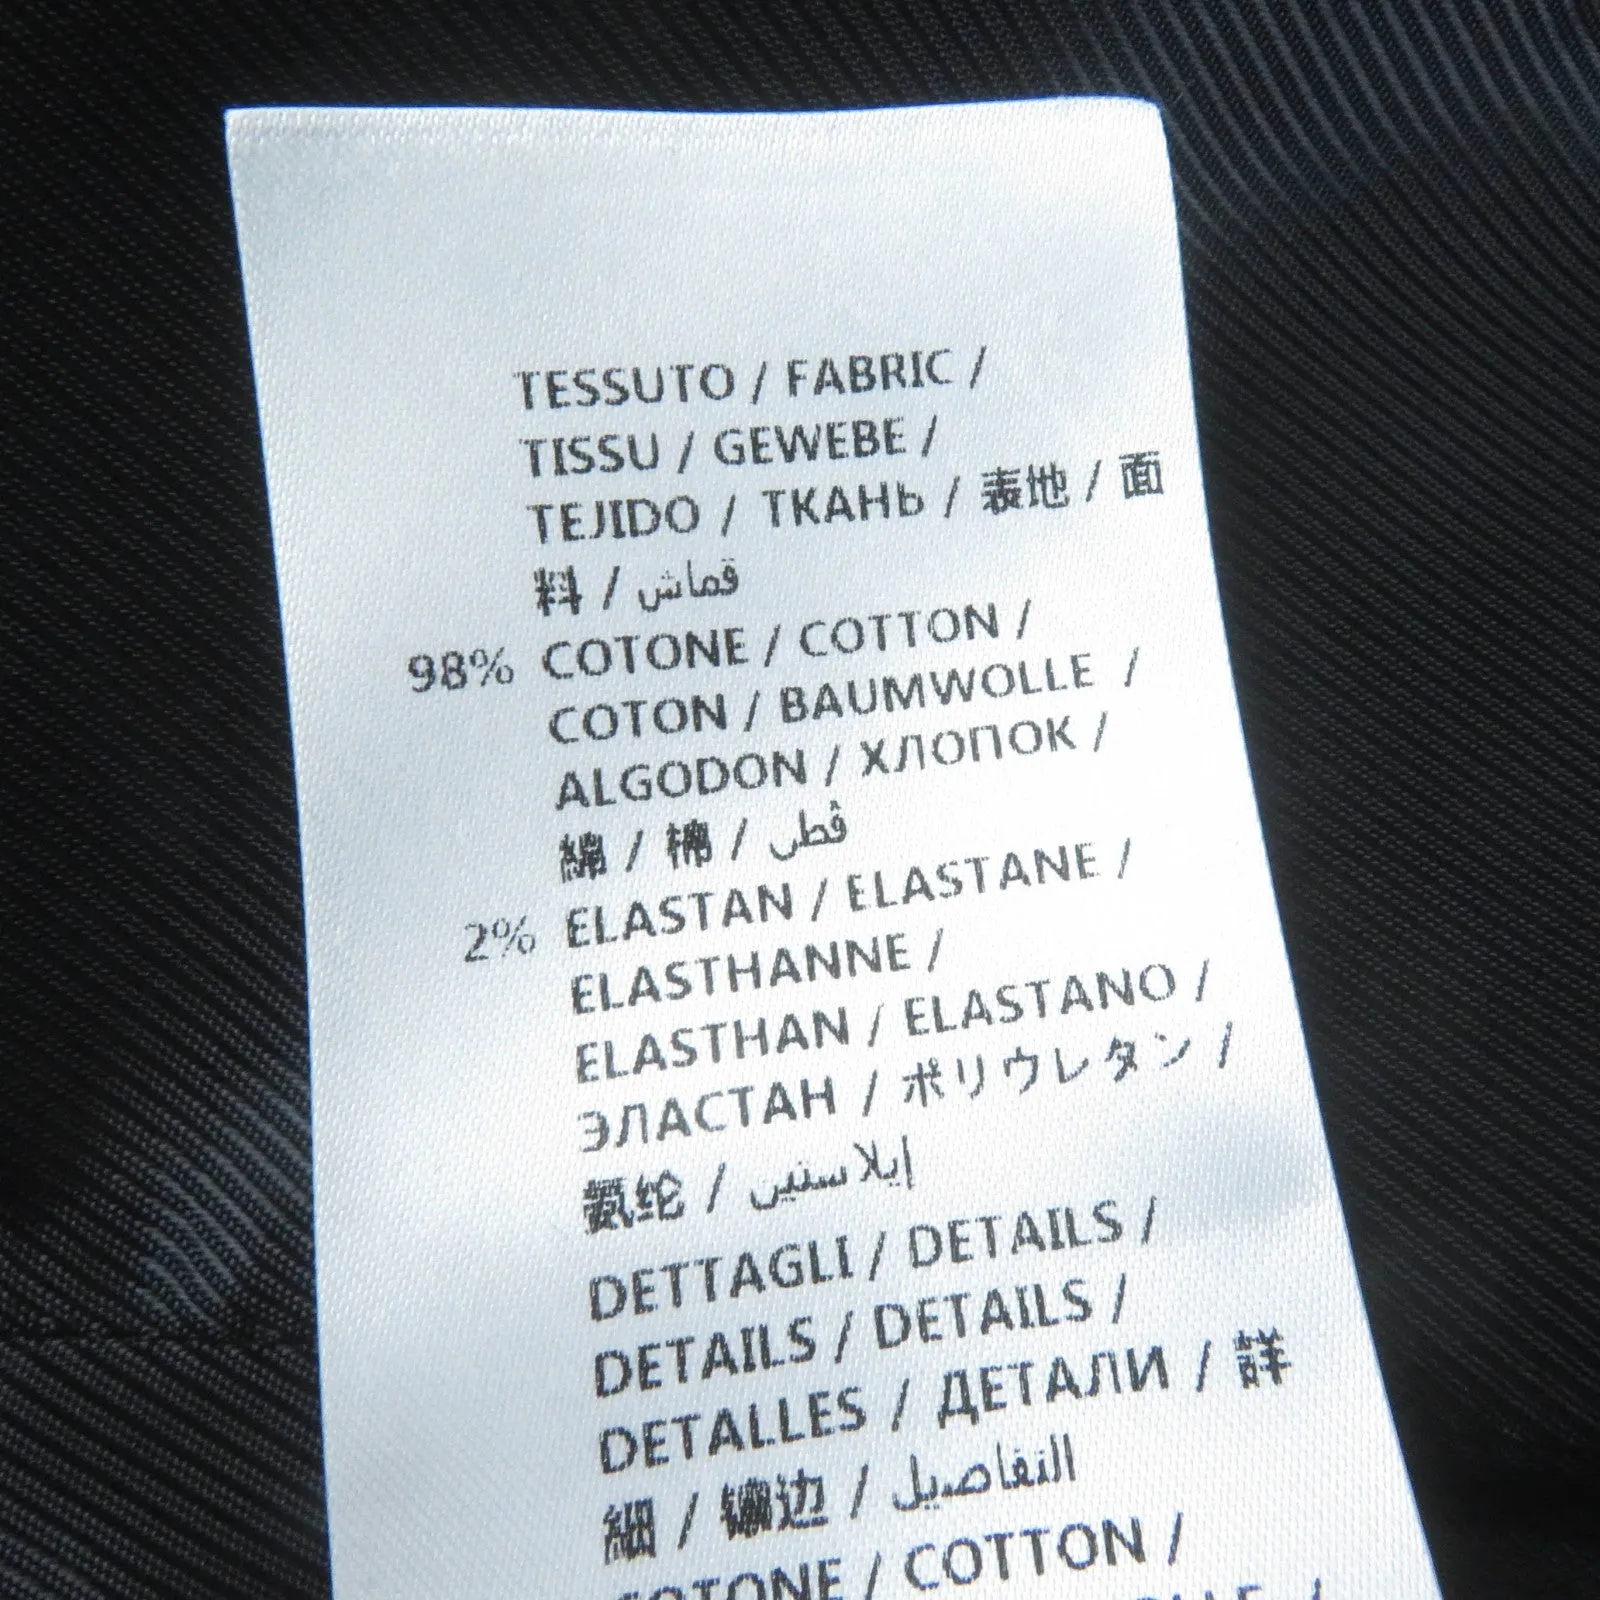 TESSUTO / FABRIC /
TISSU / GEWEBE /
TEJIDO / ТКАНЬ / 表地 / 面
料 / قماش
98% COTONE / COTTON /
COTON / BAUMWOLLE /
ALGODON / ХЛОПОК /
綿 / 棉 / قطن
2% ELASTAN / ELASTANE /
ELASTHANNE /
ELASTHAN / ELASTANO /
ЭЛАСТАН / ポリウレタン /
氨纶 / إيلاستين
DETTAGLI / DETAILS /
DETAILS / DETAILS /
DETALLES / ДЕТАЛИ / 詳
細 / 镶边 / التفاصيل
COTONE / COTTON /